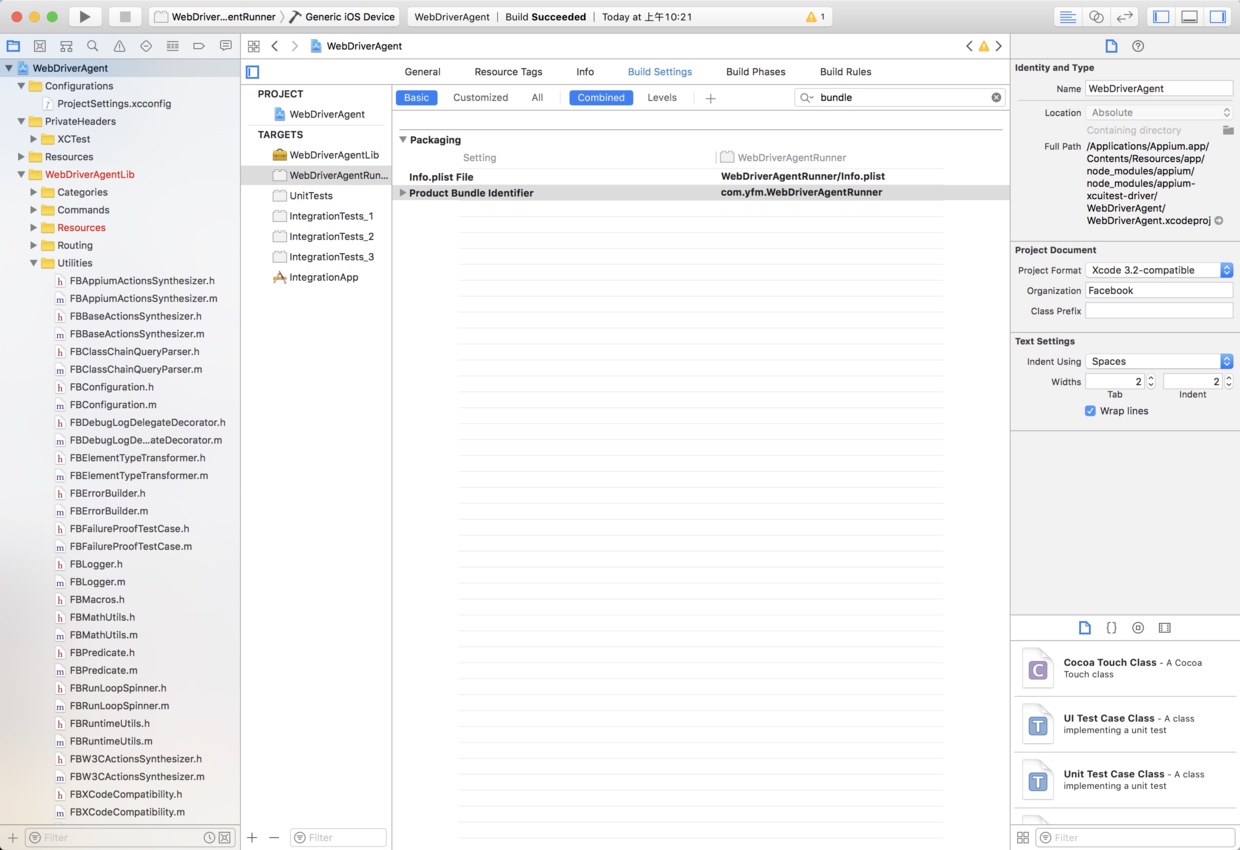 WebDriver...entRunner
Generic iOS Device
WebDriverAgent | Build Succeeded | Today at 上午10:21
1
WebDriverAgent
WebDriverAgent
Configurations
ProjectSettings.xcconfig
PrivateHeaders
XCTest
Resources
WebDriverAgentLib
Categories
Commands
Resources
Routing
Utilities
FBAppiumActionsSynthesizer.h
FBAppiumActionsSynthesizer.m
FBBaseActionsSynthesizer.h
FBBaseActionsSynthesizer.m
FBClassChainQueryParser.h
FBClassChainQueryParser.m
FBConfiguration.h
FBConfiguration.m
FBDebugLogDelegateDecorator.h
FBDebugLogDe...ateDecorator.m
FBElementTypeTransformer.h
FBElementTypeTransformer.m
FBErrorBuilder.h
FBErrorBuilder.m
FBFailureProofTestCase.h
FBFailureProofTestCase.m
FBLogger.h
FBLogger.m
FBMacros.h
FBMathUtils.h
FBMathUtils.m
FBPredicate.h
FBPredicate.m
FBRunLoopSpinner.h
FBRunLoopSpinner.m
FBRuntimeUtils.h
FBRuntimeUtils.m
FBW3CActionsSynthesizer.h
FBW3CActionsSynthesizer.m
FBXCodeCompatibility.h
FBXCodeCompatibility.m
Filter
General
Resource Tags
Info
Build Settings
Build Phases
Build Rules
PROJECT
WebDriverAgent
TARGETS
WebDriverAgentLib
WebDriverAgentRun...
UnitTests
IntegrationTests_1
IntegrationTests_2
IntegrationTests_3
IntegrationApp
Filter
Basic
Customized
All
Combined
Levels
bundle
Packaging
Setting
WebDriverAgentRunner
Info.plist File
WebDriverAgentRunner/Info.plist
Product Bundle Identifier
com.yfm.WebDriverAgentRunner
Identity and Type
Name WebDriverAgent
Location Absolute
Containing directory
Full Path /Applications/Appium.app/
Contents/Resources/app/
node_modules/appium/
node_modules/appium-
xcuitest-driver/
WebDriverAgent/
WebDriverAgent.xcodeproj
Project Document
Project Format Xcode 3.2-compatible
Organization Facebook
Class Prefix
Text Settings
Indent Using Spaces
Widths 2 2
Tab Indent
Wrap lines
{}
C
Cocoa Touch Class - A Cocoa
Touch class
T
UI Test Case Class - A class
implementing a unit test
T
Unit Test Case Class - A class
implementing a unit test
Filter